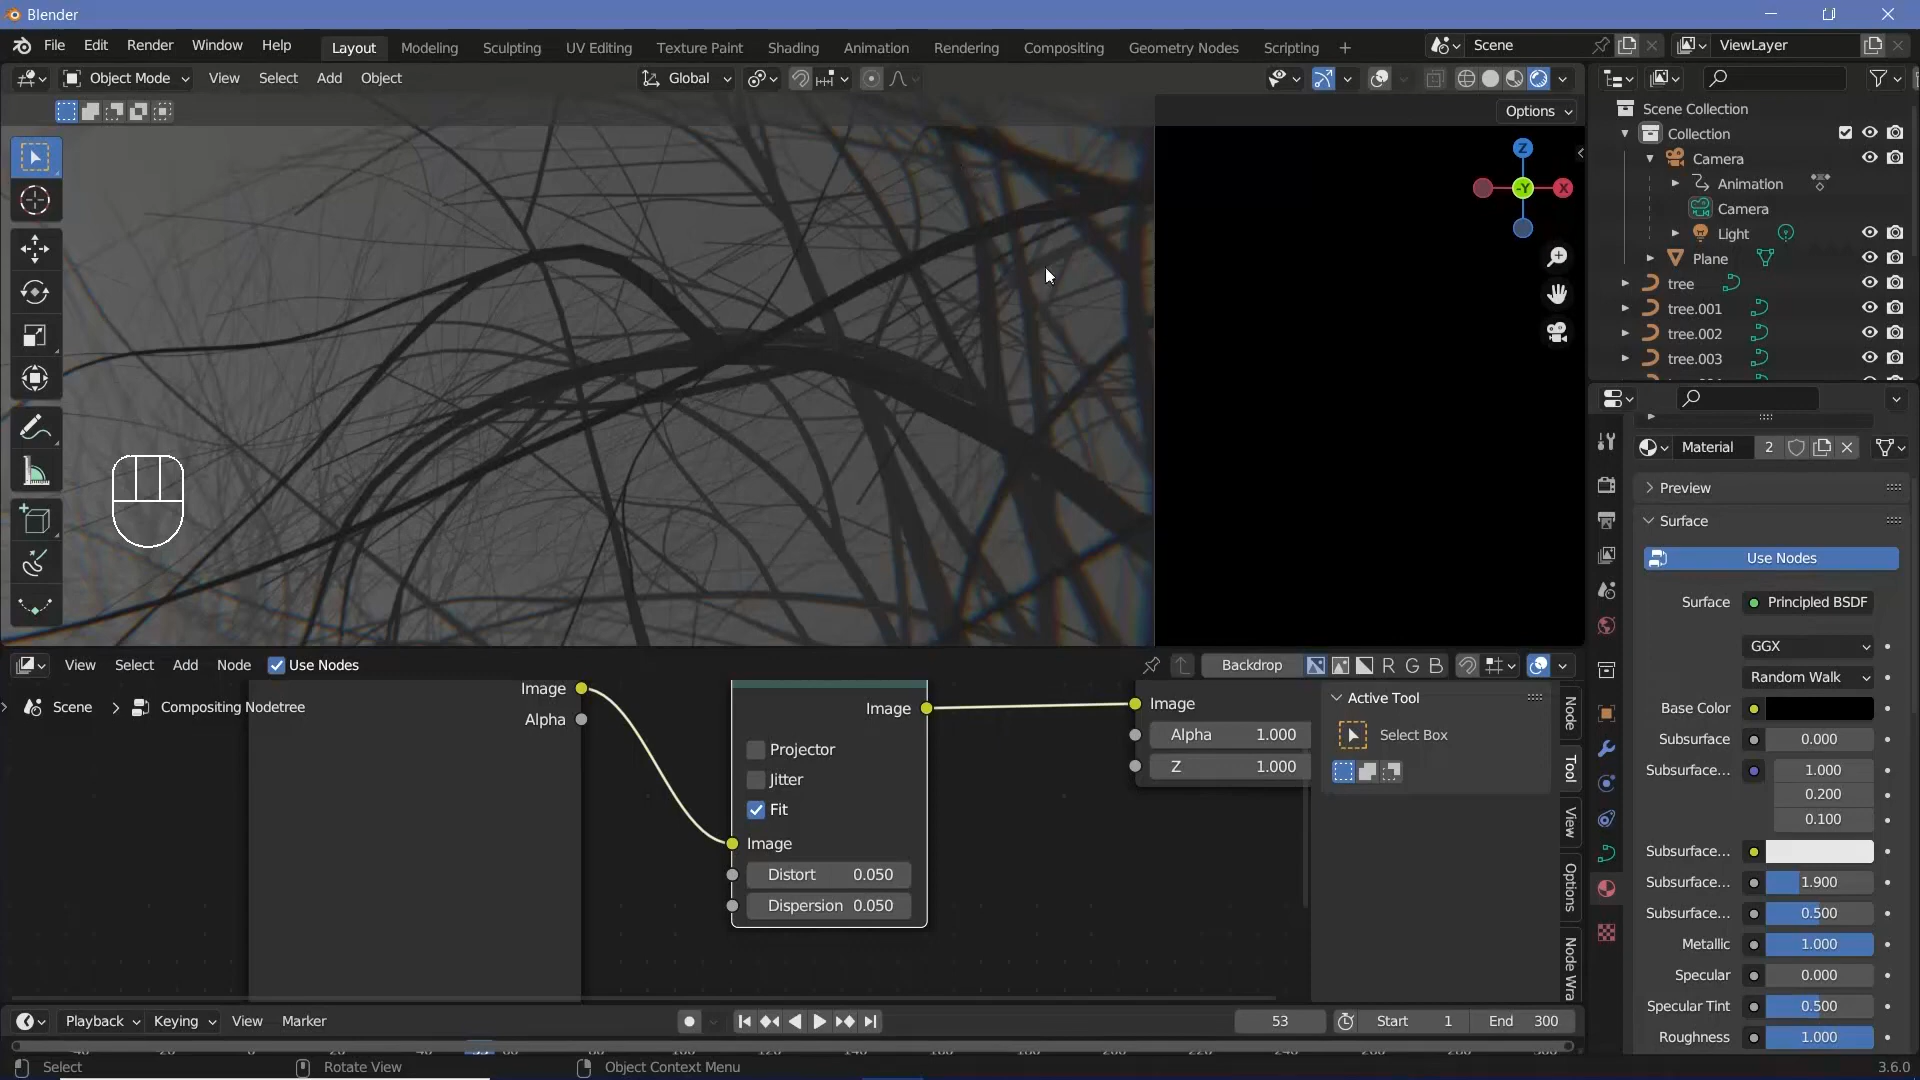 Blender
File Edit Render Window Help Layout Modeling Sculpting UV Editing Texture Paint Shading Animation Rendering Compositing Geometry Nodes Scripting + Scene ViewLayer
Object Mode View Select Add Object Global
Options
Z
-Y X
Scene Collection
Collection
Camera
Animation
Camera
Light
Plane
tree
tree.001
tree.002
tree.003
Material 2
Preview
Surface
Use Nodes
Surface Principled BSDF
GGX
Random Walk
Base Color
Subsurface 0.000
Subsurface... 1.000
0.200
0.100
Subsurface...
Subsurface... 1.900
Subsurface... 0.500
Metallic 1.000
Specular 0.000
Specular Tint 0.500
Roughness 1.000
View Select Add Node Use Nodes Backdrop R G B
Scene > Compositing Nodetree
Image
Alpha
Image
Projector
Jitter
Fit
Image
Distort 0.050
Dispersion 0.050
Image
Alpha 1.000
Z 1.000
Active Tool
Select Box
Node
Tool
View
Options
Node Wra
Playback Keying View Marker 53 Start 1 End 300
Select Rotate View Object Context Menu 3.6.0